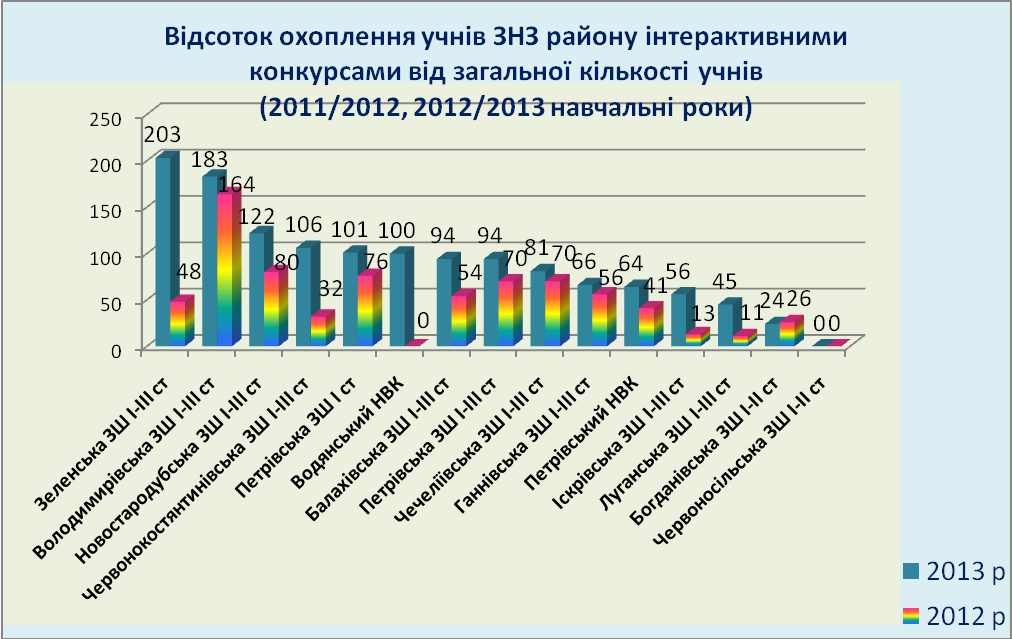 Відсоток охоплення учнів ЗНЗ району інтерактивними
конкурсами від загальної кількості учнів
(2011/2012, 2012/2013 навчальні роки)
250
200
150
100
50
0
203
48
183
164
122
80
106
32
101
76
100
0
94
54
94
70
81
70
66
56
64
41
56
13
45
11
24
26
0
0
Зеленська ЗШ І-ІІІ ст
Володимирівська ЗШ І-ІІІ ст
Новостародубська ЗШ І-ІІІ ст
Червонокостянтинівська ЗШ І-ІІІ ст
Петрівська ЗШ І ст
Водянський НВК
Балахівська ЗШ І-ІІІ ст
Петрівська ЗШ І-ІІІ ст
Чечеліївська ЗШ І-ІІІ ст
Ганнівська ЗШ І-ІІІ ст
Петрівський НВК
Іскрівська ЗШ І-ІІІ ст
Луганська ЗШ І-ІІІ ст
Богданівська ЗШ І-ІІ ст
Червоносільська ЗШ І-ІІ ст
2013 р
2012 р